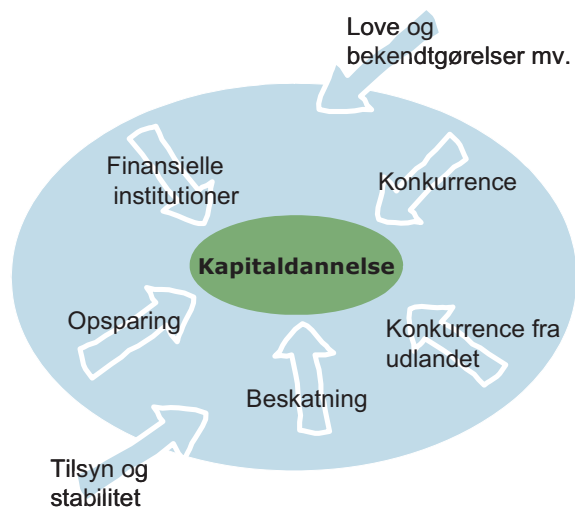 Love og
bekendtgørelser mv.
Finansielle
institutioner
Konkurrence
Kapitaldannelse
Opsparing
Konkurrence fra
udlandet
Beskatning
Tilsyn og
stabilitet